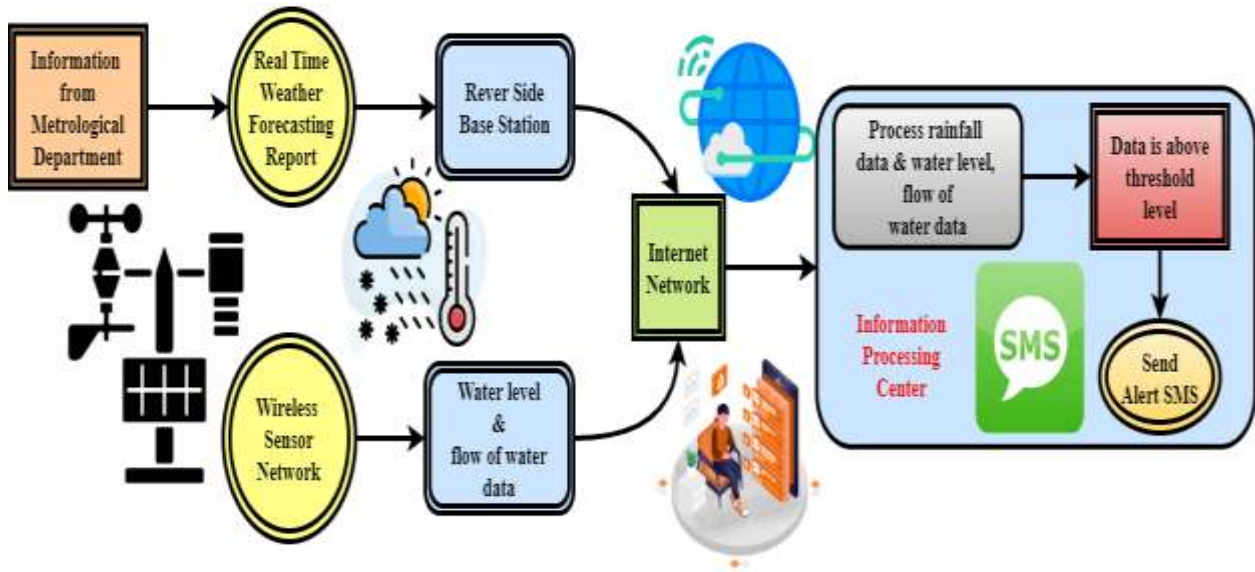 Information
from
Metrological
Department
Real Time
Weather
Forecasting
Report
Rever Side
Base Station
Internet
Network
Process rainfall
data & water level,
flow of
water data
Data is above
threshold
level
Information
Processing
Center
SMS
Send
Alert SMS
Wireless
Sensor
Network
Water level
&
flow of water
data